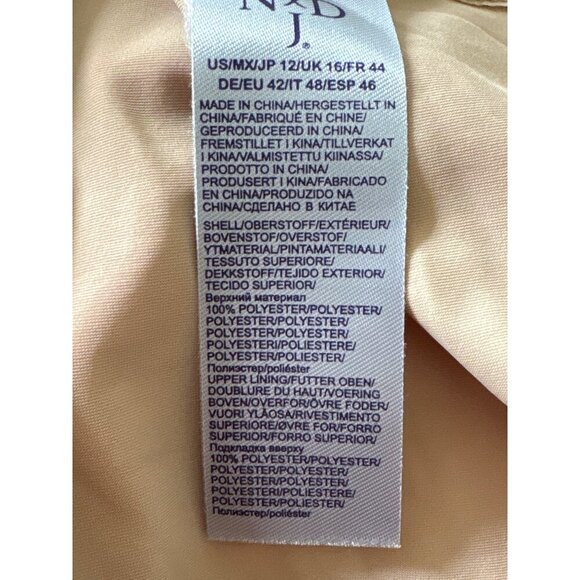 NYD
J®
US/MX/JP 12/UK 16/FR 44
DE/EU 42/IT 48/ESP 46
MADE IN CHINA/HERGESTELLT IN
CHINA/FABRIQUÉ EN CHINE/
GEPRODUCEERD IN CHINA/
FREMSTILLET I KINA/TILLVERKAT
I KINA/VALMISTETTU KIINASSA/
PRODOTTO IN CHINA/
PRODUSERT I KINA/FABRICADO
EN CHINA/PRODUZIDO NA
CHINA/СДЕЛАНО В КИТАЕ
SHELL/OBERSTOFF/EXTÉRIEUR/
BOVENSTOF/OVERSTOF/
YTMATERIAL/PINTAMATERIAALI/
TESSUTO SUPERIORE/
DEKKSTOFF/TEJIDO EXTERIOR/
TECIDO SUPERIOR/
Верхний материал
100% POLYESTER/POLYESTER/
POLYESTER/POLYESTER/
POLYESTER/POLYESTER/
POLYESTERI/POLIESTERE/
POLYESTER/POLIESTER/
Полиэстер/poliéster
UPPER LINING/FUTTER OBEN/
DOUBLURE DU HAUT/VOERING
BOVEN/OVERFOR/ÖVRE FODER/
VUORI YLÄOSA/RIVESTIMENTO
SUPERIORE/ØVRE FOR/FORRO
SUPERIOR/FORRO SUPERIOR/
Подкладка вверху
100% POLYESTER/POLYESTER/
POLYESTER/POLYESTER/
POLYESTER/POLYESTER/
POLYESTERI/POLIESTERE/
POLYESTER/POLIESTER/
Полиэстер/poliéster